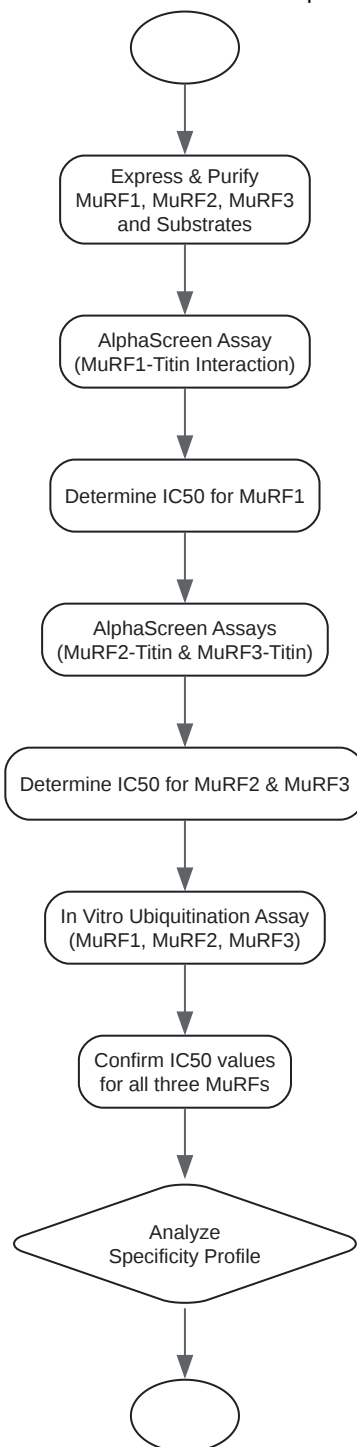 Express & Purify
MuRF1, MuRF2, MuRF3
and Substrates
AlphaScreen Assay
(MuRF1-Titin Interaction)
Determine IC50 for MuRF1
AlphaScreen Assays
(MuRF2-Titin & MuRF3-Titin)
Determine IC50 for MuRF2 & MuRF3
In Vitro Ubiquitination Assay
(MuRF1, MuRF2, MuRF3)
Confirm IC50 values
for all three MuRFs
Analyze
Specificity Profile